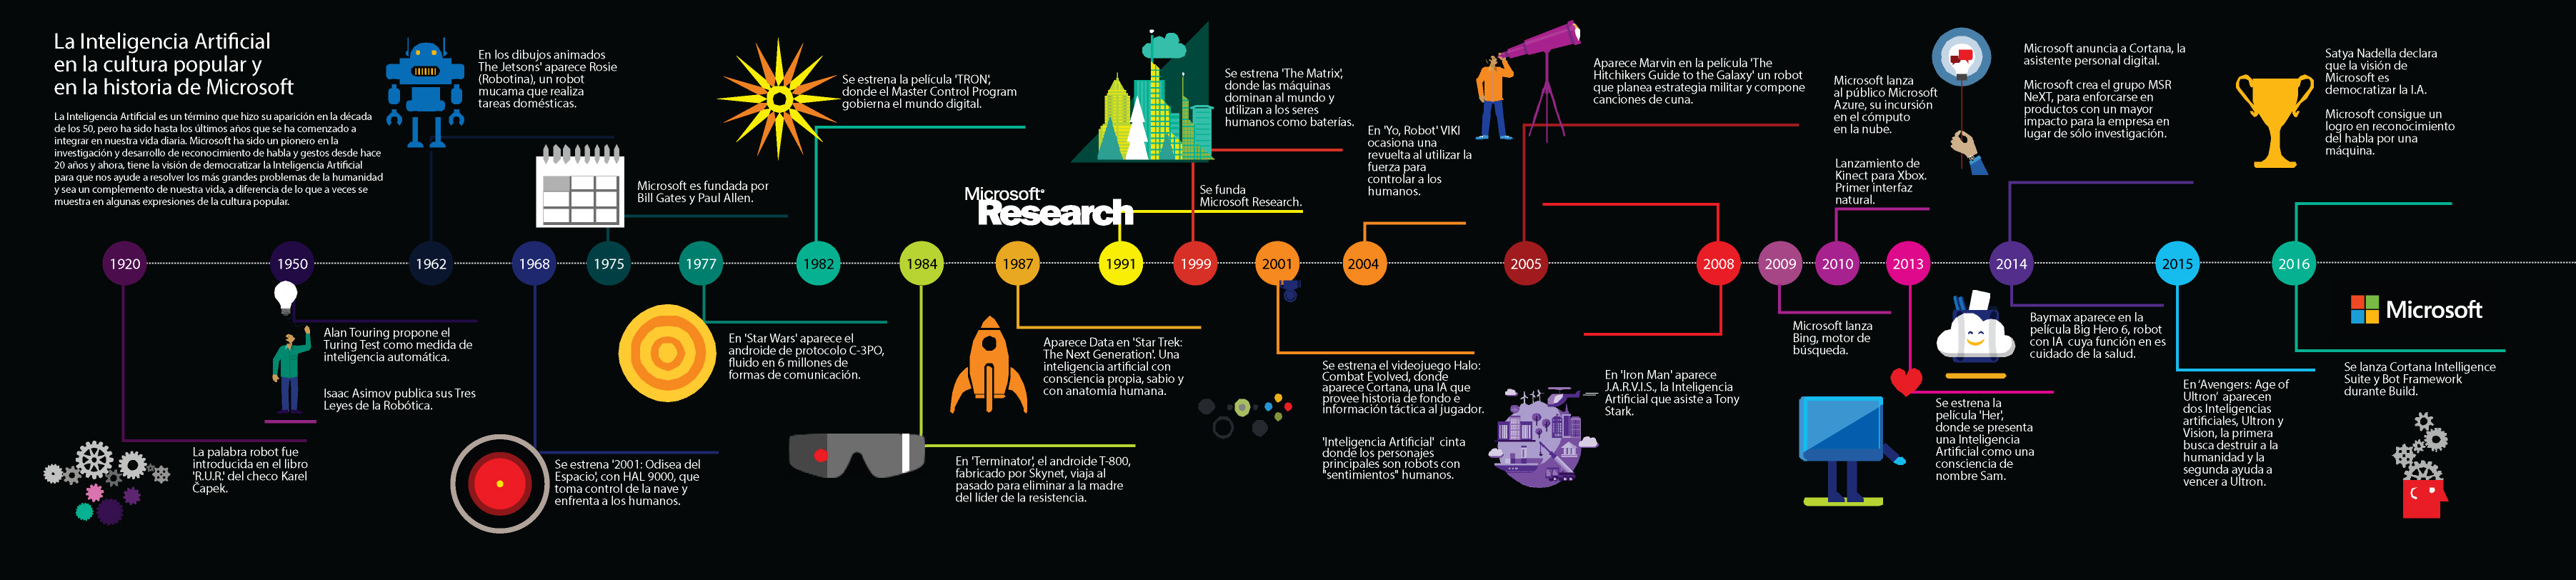 La Inteligencia Artificial
en la cultura popular y
en la historia de Microsoft
La Inteligencia Artificial es un término que hizo su aparición en la década
de los 50, pero ha sido hasta los últimos años que se ha comenzado a
integrar en nuestra vida diaria. Microsoft ha sido un pionero en la
investigación y desarrollo de reconocimiento de habla y gestos desde hace
20 años y ahora, tiene la visión de democratizar la Inteligencia Artificial
para que nos ayude a resolver los más grandes problemas de la humanidad
y sea un complemento de nuestra vida, a diferencia de lo que a veces se
muestra en algunas expresiones de la cultura popular.
1920
La palabra robot fue
introducida en el libro
'R.U.R.' del checo Karel
Čapek.
1950
Alan Touring propone el
Turing Test como medida de
inteligencia automática.
Isaac Asimov publica sus Tres
Leyes de la Robótica.
1962
En los dibujos animados
The Jetsons' aparece Rosie
(Robotina), un robot
mucama que realiza
tareas domésticas.
1968
Se estrena '2001: Odisea del
Espacio', con HAL 9000, que
toma control de la nave y
enfrenta a los humanos.
1975
Microsoft es fundada por
Bill Gates y Paul Allen.
1977
En 'Star Wars' aparece el
androide de protocolo C-3PO,
fluido en 6 millones de
formas de comunicación.
1982
Se estrena la película 'TRON',
donde el Master Control Program
gobierna el mundo digital.
1984
En 'Terminator', el androide T-800,
fabricado por Skynet, viaja al
pasado para eliminar a la madre
del líder de la resistencia.
1987
Aparece Data en 'Star Trek:
The Next Generation'. Una
inteligencia artificial con
consciencia propia, sabio y
con anatomía humana.
1991
Microsoft®
Research
Se funda
Microsoft Research.
1999
Se estrena 'The Matrix',
donde las máquinas
dominan al mundo y
utilizan a los seres
humanos como baterías.
2001
Se estrena el videojuego Halo:
Combat Evolved, donde
aparece Cortana, una IA que
provee historia de fondo e
información táctica al jugador.
'Inteligencia Artificial' cinta
donde los personajes
principales son robots con
"sentimientos" humanos.
2004
En 'Yo, Robot' VIKI
ocasiona una
revuelta al utilizar la
fuerza para
controlar a los
humanos.
2005
Aparece Marvin en la película 'The
Hitchikers Guide to the Galaxy' un robot
que planea estrategia militar y compone
canciones de cuna.
2008
En 'Iron Man' aparece
J.A.R.V.I.S., la Inteligencia
Artificial que asiste a Tony
Stark.
2009
Microsoft lanza
Bing, motor de
búsqueda.
2010
Microsoft lanza
al público Microsoft
Azure, su incursión
en el cómputo
en la nube.
Lanzamiento de
Kinect para Xbox.
Primer interfaz
natural.
2013
Se estrena la
película 'Her',
donde se presenta
una Inteligencia
Artificial como una
consciencia de
nombre Sam.
2014
Microsoft anuncia a Cortana, la
asistente personal digital.
Microsoft crea el grupo MSR
NeXT, para enforcarse en
productos con un mayor
impacto para la empresa en
lugar de sólo investigación.
Baymax aparece en la
película Big Hero 6, robot
con IA cuya función en es
cuidado de la salud.
2015
En 'Avengers: Age of
Ultron' aparecen
dos Inteligencias
artificiales, Ultron y
Vision, la primera
busca destruir a la
humanidad y la
segunda ayuda a
vencer a Ultron.
2016
Satya Nadella declara
que la visión de
Microsoft es
democratizar la I.A.
Microsoft consigue un
logro en reconocimiento
del habla por una
máquina.
Microsoft
Se lanza Cortana Intelligence
Suite y Bot Framework
durante Build.